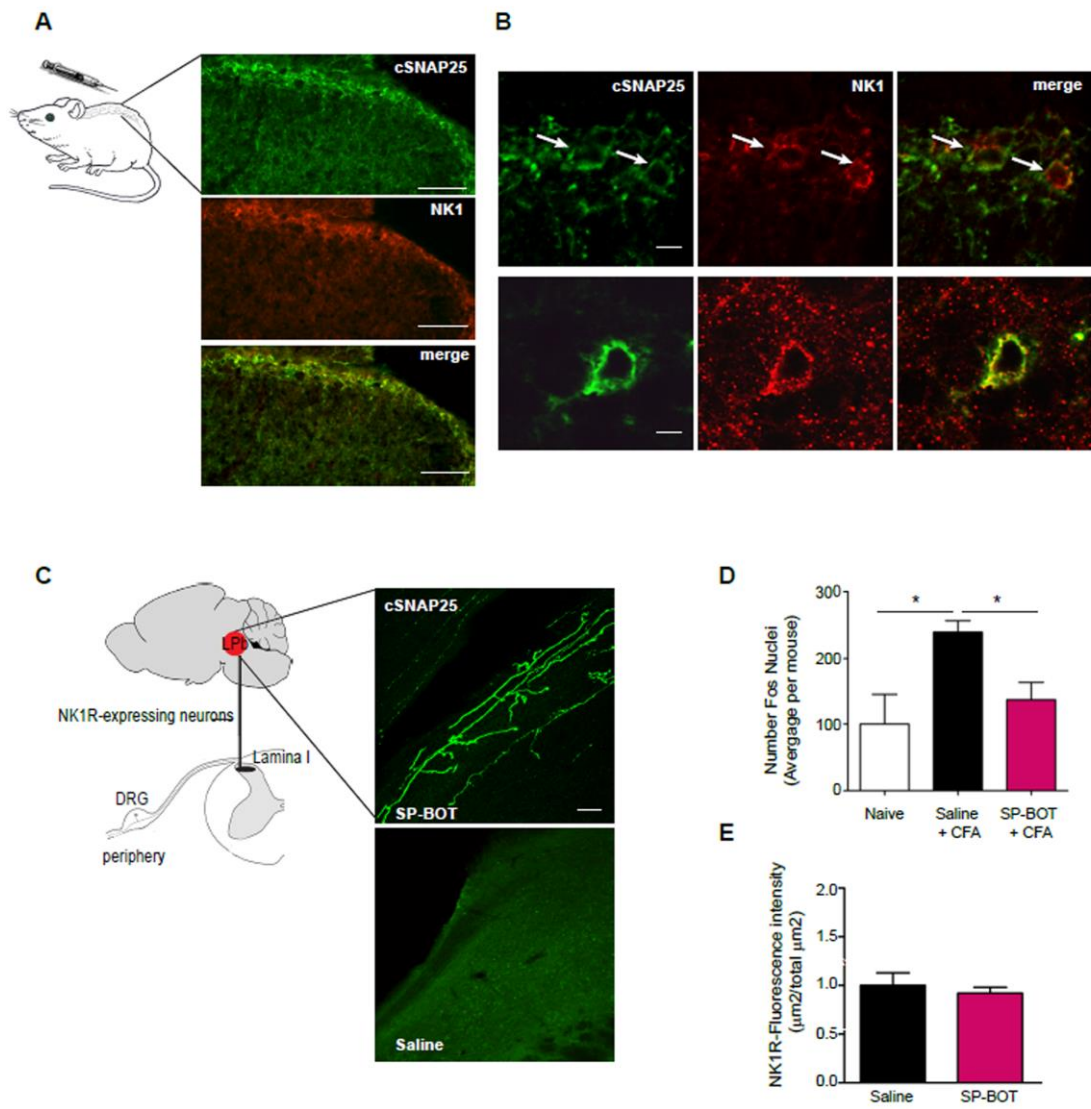 A
cSNAP25
NK1
merge
B
cSNAP25 NK1 merge
C
LPb
NK1R-expressing neurons
Lamina I
DRG
periphery
cSNAP25
SP-BOT
Saline
D
Number Fos Nuclei
(Avergage per mouse)
300
200
100
0
* *
Naive Saline SP-BOT
+ CFA + CFA
E
NK1R-Fluorescence intensity
(μm2/total μm2)
2.0
1.5
1.0
0.5
0.0
Saline SP-BOT